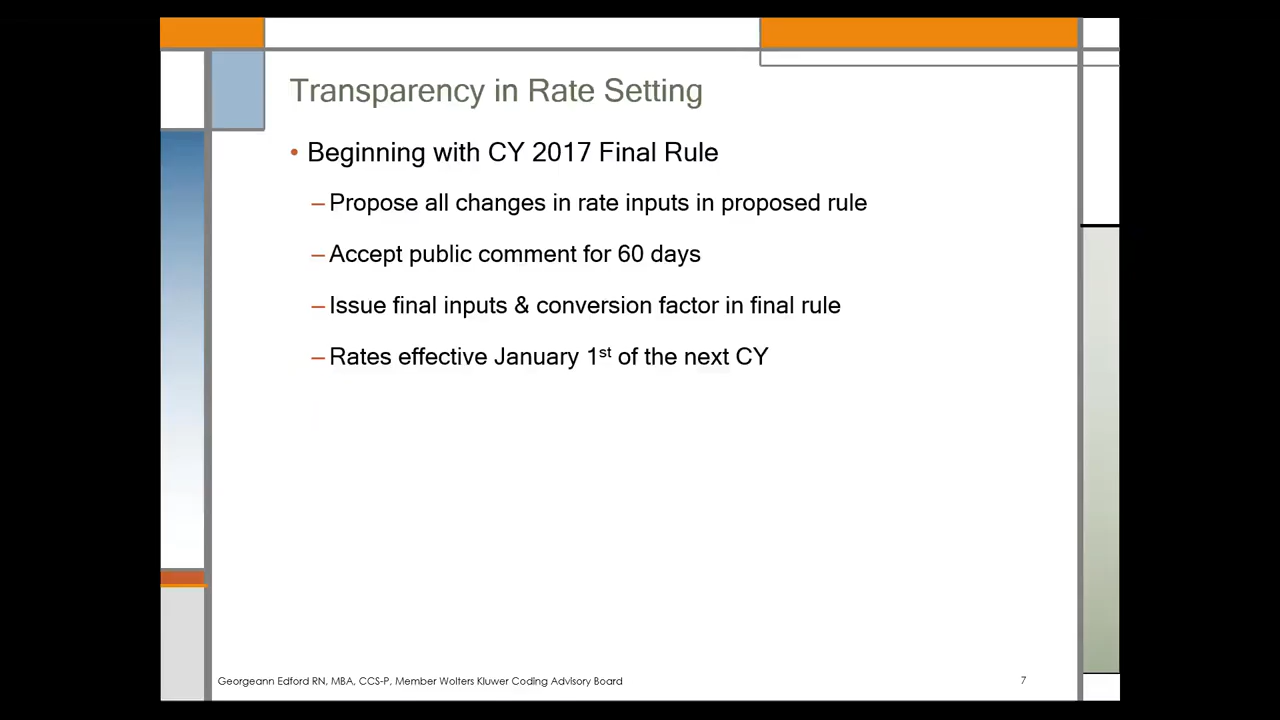 Transparency in Rate Setting
• Beginning with CY 2017 Final Rule
– Propose all changes in rate inputs in proposed rule
– Accept public comment for 60 days
– Issue final inputs & conversion factor in final rule
– Rates effective January 1st of the next CY
Georgeann Edford RN, MBA, CCS-P, Member Wolters Kluwer Coding Advisory Board
7